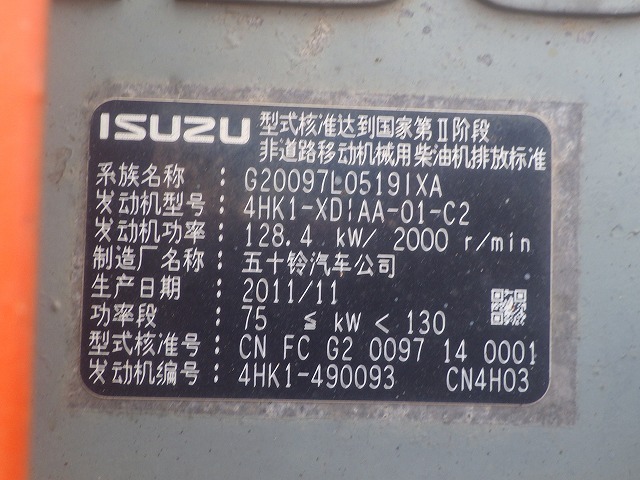 ISUZU 型式核准达到国家第Ⅱ阶段
非道路移动机械用柴油机排放标准
系族名称：G20097L0519IXA
发动机型号：4HK1-XDIAA-01-C2
发动机功率：128.4 kW/ 2000 r/min
制造厂名称：五十铃汽车公司
生产日期：2011/11
功率段：75 ≦ kW < 130
型式核准号：CN FC G2 0097 14 0001
发动机编号：4HK1-490093 CN4H03